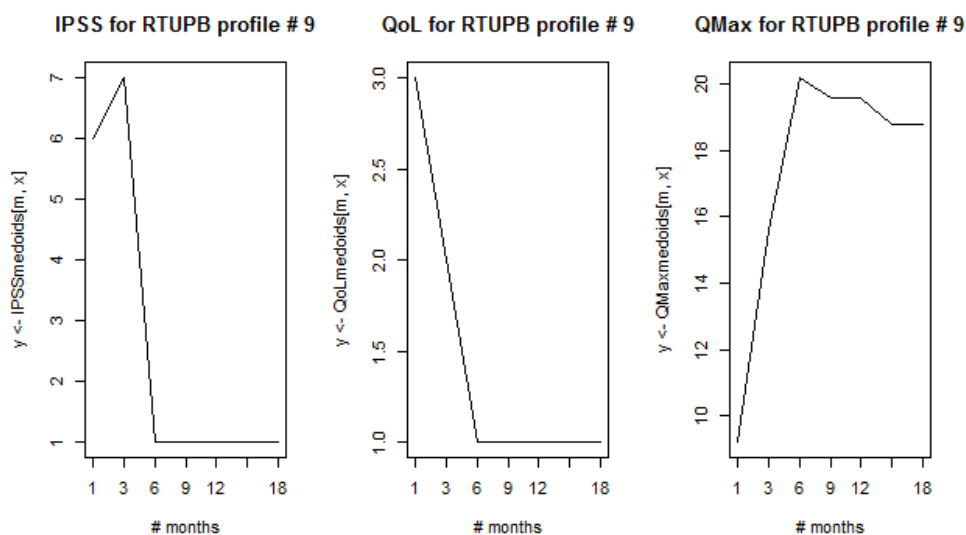 IPSS for RTUPB profile # 9
y <- IPSSmedoids[m, x]
7
6
5
4
3
2
1
1 3 6 9 12 18
# months
QoL for RTUPB profile # 9
y <- QoLmedoids[m, x]
3.0
2.5
2.0
1.5
1.0
1 3 6 9 12 18
# months
QMax for RTUPB profile # 9
y <- QMaxmedoids[m, x]
20
18
16
14
12
10
1 3 6 9 12 18
# months